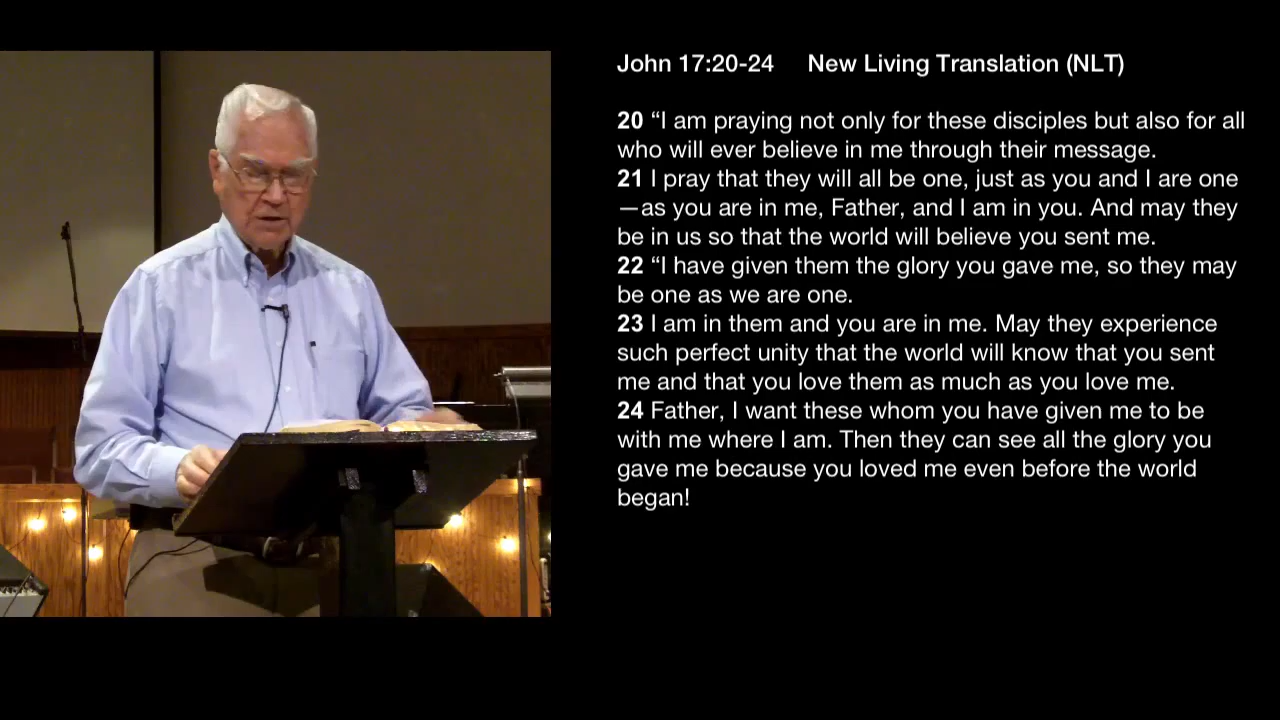 John 17:20-24 New Living Translation (NLT)
20 “I am praying not only for these disciples but also for all
who will ever believe in me through their message.
21 I pray that they will all be one, just as you and I are one
—as you are in me, Father, and I am in you. And may they
be in us so that the world will believe you sent me.
22 “I have given them the glory you gave me, so they may
be one as we are one.
23 I am in them and you are in me. May they experience
such perfect unity that the world will know that you sent
me and that you love them as much as you love me.
24 Father, I want these whom you have given me to be
with me where I am. Then they can see all the glory you
gave me because you loved me even before the world
began!